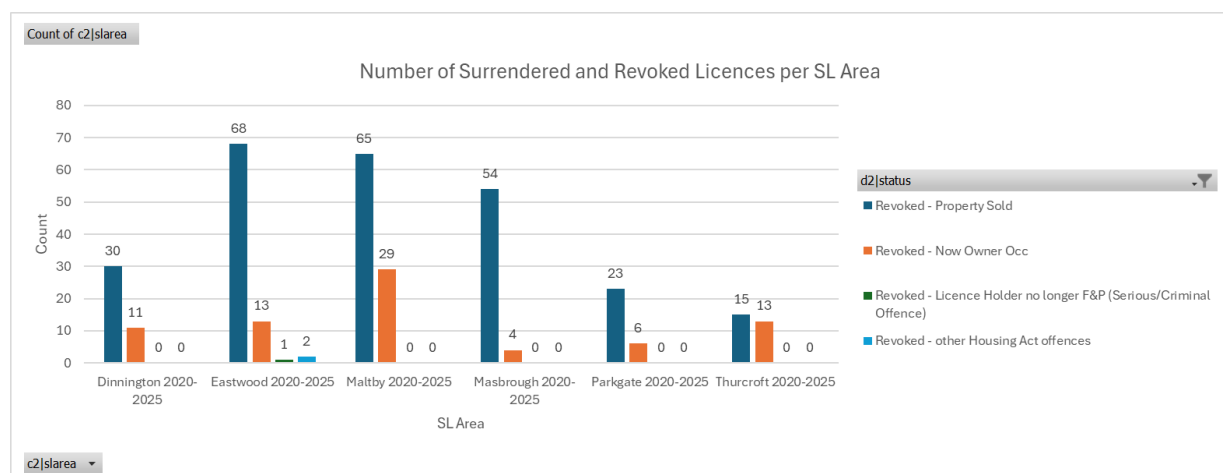 Count of c2|slarea
Number of Surrendered and Revoked Licences per SL Area
80
70
60
50
40
30
20
10
0
Count
30
11
0
0
68
13
1
2
65
29
0
0
54
4
0
0
23
6
0
0
15
13
0
0
Dinnington 2020-
2025
Eastwood 2020-2025
Maltby 2020-2025
Masbrough 2020-
2025
Parkgate 2020-2025
Thurcroft 2020-2025
SL Area
d2|status
Revoked - Property Sold
Revoked - Now Owner Occ
Revoked - Licence Holder no longer F&P (Serious/Criminal
Offence)
Revoked - other Housing Act offences
c2|slarea